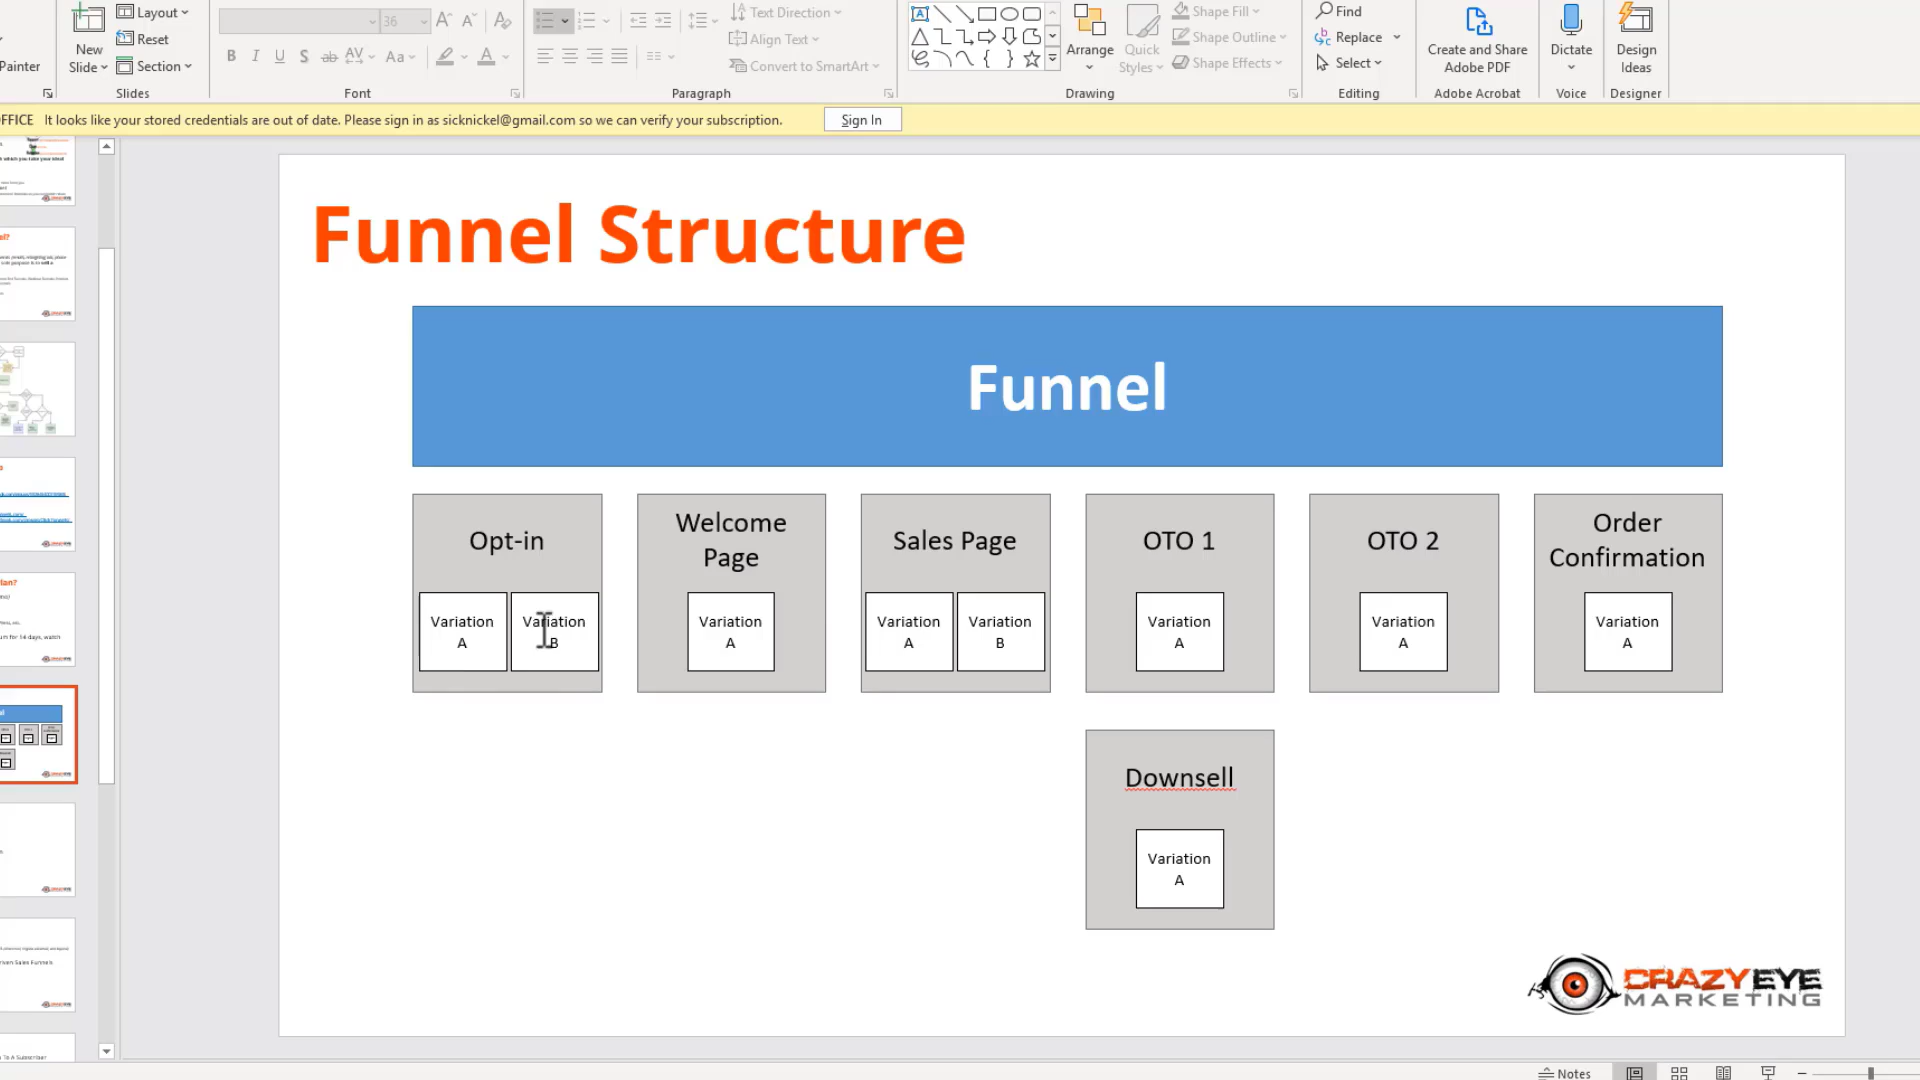 Painter
New
Slide
Layout
Reset
Section
Slides
36
B I U S ab AV Aa A
Font
Text Direction
Align Text
Convert to SmartArt
Paragraph
Arrange
Quick
Styles
Shape Fill
Shape Outline
Shape Effects
Drawing
Find
Replace
Select
Editing
Create and Share
Adobe PDF
Adobe Acrobat
Dictate
Voice
Design
Ideas
Designer
FFICE It looks like your stored credentials are out of date. Please sign in as sicknickel@gmail.com so we can verify your subscription.
Sign In
Funnel Structure
Funnel
Opt-in
Variation
A
Variation
B
Welcome
Page
Variation
A
Sales Page
Variation
A
Variation
B
OTO 1
Variation
A
OTO 2
Variation
A
Order
Confirmation
Variation
A
Downsell
Variation
A
CRAZYEYE
MARKETING
Notes